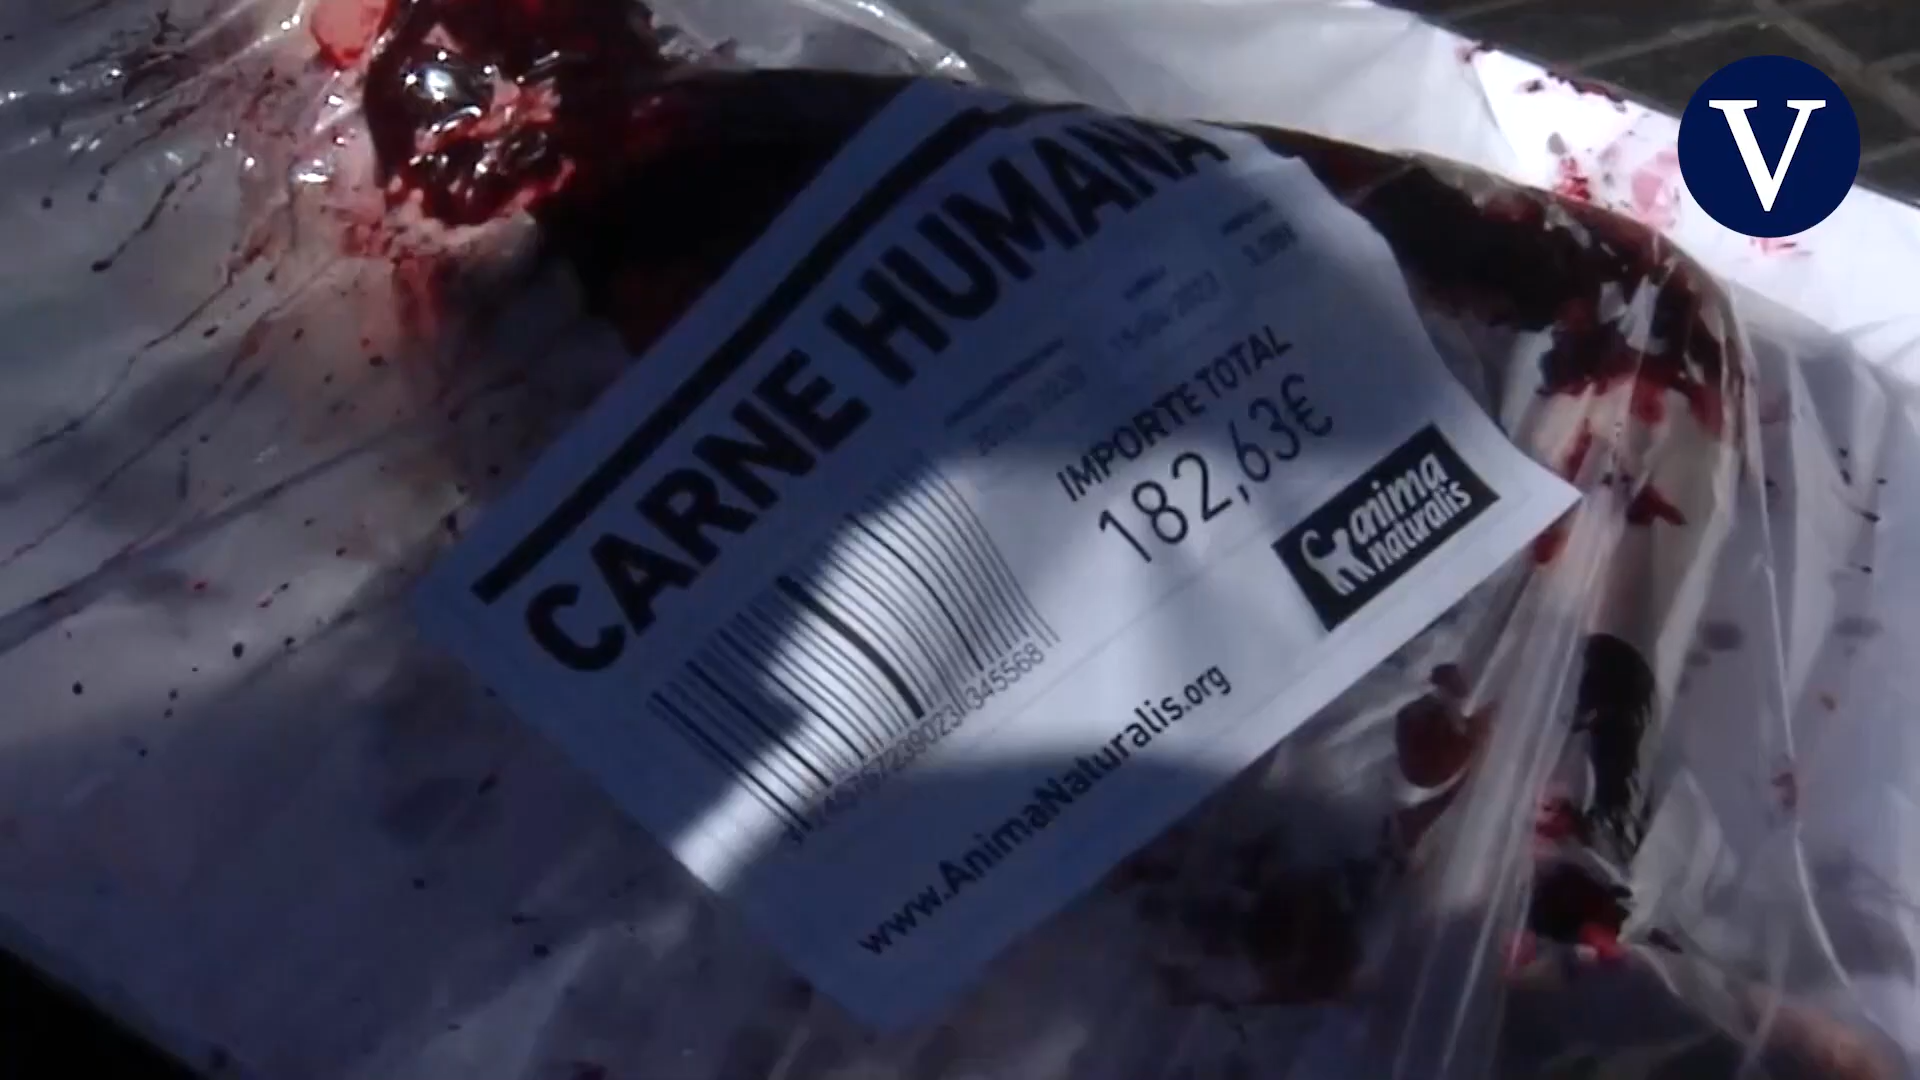 V
CARNE HUMANA
IMPORTE TOTAL
182,63€
anima
naturalis
www.AnimaNaturalis.org